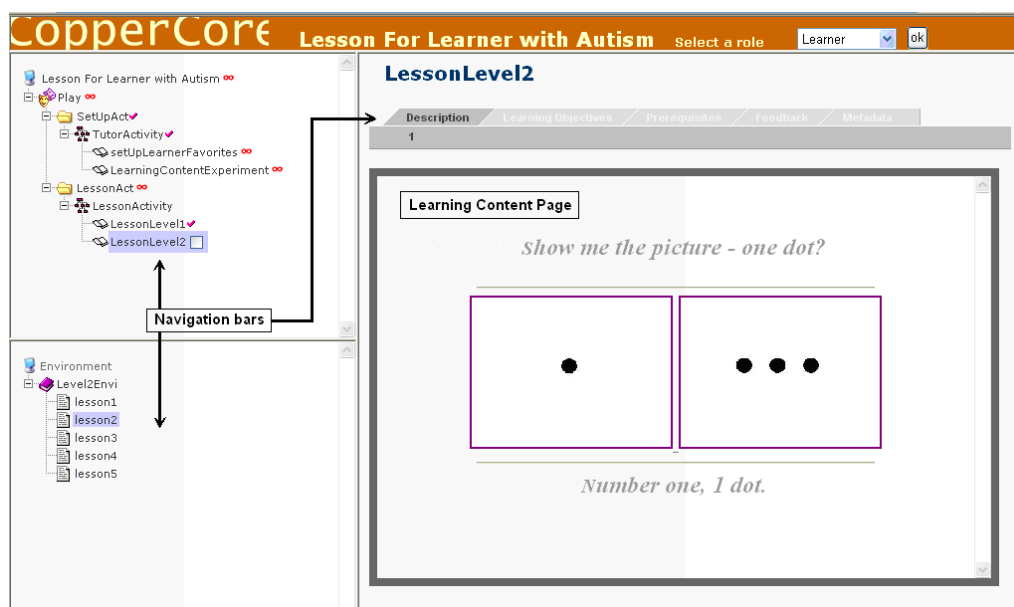 CopperCore Lesson For Learner with Autism Select a role Learner ok
Lesson For Learner with Autism
Play
SetUpAct
TutorActivity
setUpLearnerFavorites
LearningContentExperiment
LessonAct
LessonActivity
LessonLevel1
LessonLevel2
Navigation bars
Environment
Level2Envi
lesson1
lesson2
lesson3
lesson4
lesson5
LessonLevel2
Description Learning Objectives Prerequisites Feedback Metadata
1
Learning Content Page
Show me the picture - one dot?
Number one, 1 dot.